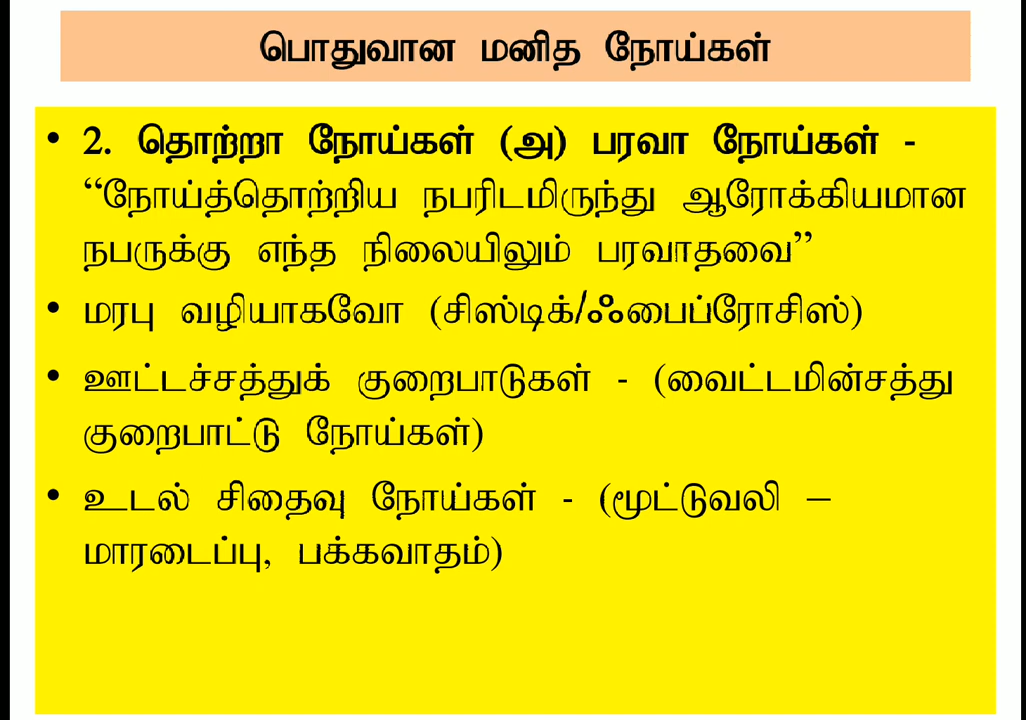 பொதுவான மனித நோய்கள்
• 2. தொற்றா நோய்கள் (அ) பரவா நோய்கள் -
“நோய்த்தொற்றிய நபரிடமிருந்து ஆரோக்கியமான
நபருக்கு எந்த நிலையிலும் பரவாதவை”
• மரபு வழியாகவோ (சிஸ்டிக்/ஃபைப்ரோசிஸ்)
• ஊட்டச்சத்துக் குறைபாடுகள் - (வைட்டமின்சத்து
குறைபாட்டு நோய்கள்)
• உடல் சிதைவு நோய்கள் - (மூட்டுவலி –
மாரடைப்பு, பக்கவாதம்)